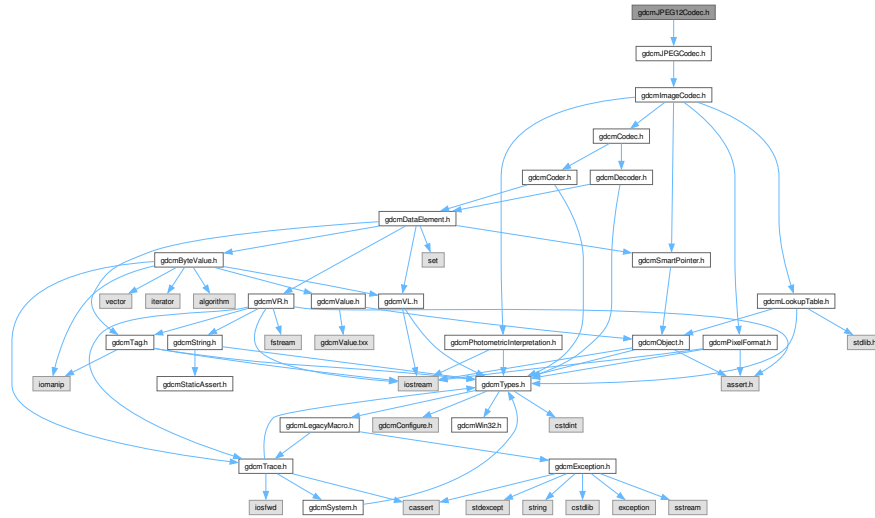 gdcmJPEG12Codec.h
gdcmJPEGCodec.h
gdcmImageCodec.h
gdcmCodec.h
gdcmCoder.h
gdcmDecoder.h
gdcmDataElement.h
gdcmByteValue.h
set
gdcmSmartPointer.h
vector
iterator
algorithm
gdcmVR.h
gdcmValue.h
gdcmVL.h
gdcmLookupTable.h
gdcmTag.h
gdcmString.h
fstream
gdcmValue.txx
gdcmPhotometricInterpretation.h
gdcmObject.h
gdcmPixelFormat.h
stdlib.h
iomanip
gdcmStaticAssert.h
iostream
gdcmTypes.h
assert.h
gdcmLegacyMacro.h
gdcmConfigure.h
gdcmWin32.h
cstdint
gdcmTrace.h
gdcmException.h
iosfwd
gdcmSystem.h
cassert
stdexcept
string
cstdlib
exception
sstream